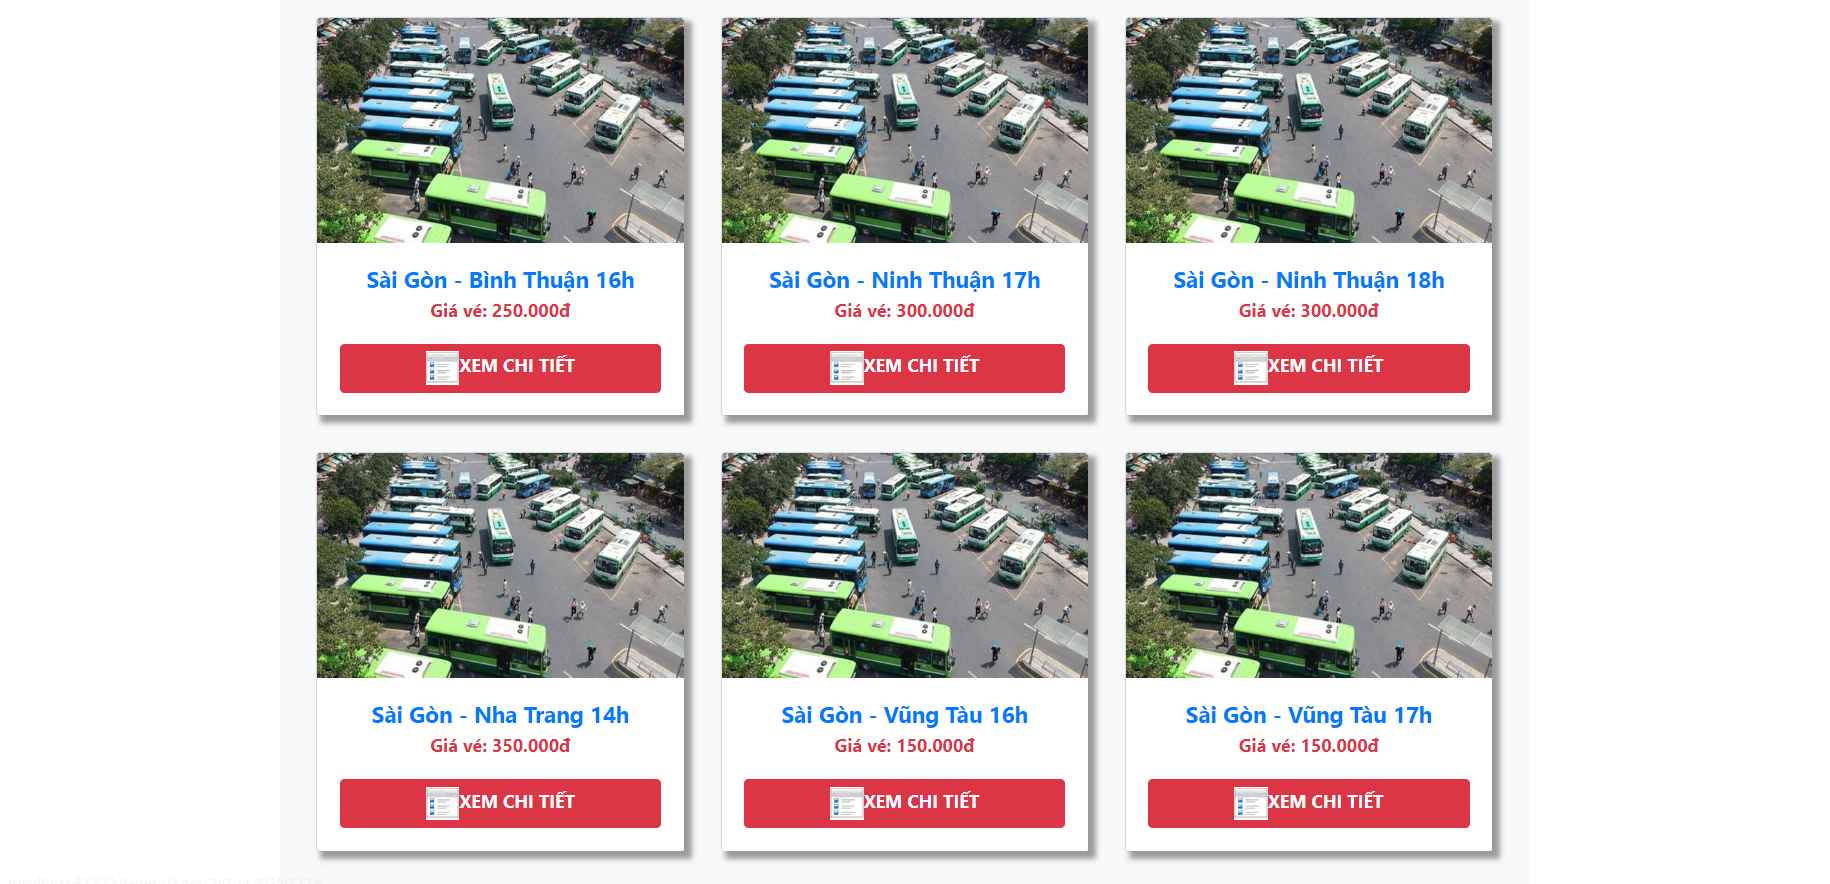 Sài Gòn - Bình Thuận 16h
Giá vé: 250.000đ
XEM CHI TIẾT
Sài Gòn - Ninh Thuận 17h
Giá vé: 300.000đ
XEM CHI TIẾT
Sài Gòn - Ninh Thuận 18h
Giá vé: 300.000đ
XEM CHI TIẾT
Sài Gòn - Nha Trang 14h
Giá vé: 350.000đ
XEM CHI TIẾT
Sài Gòn - Vũng Tàu 16h
Giá vé: 150.000đ
XEM CHI TIẾT
Sài Gòn - Vũng Tàu 17h
Giá vé: 150.000đ
XEM CHI TIẾT